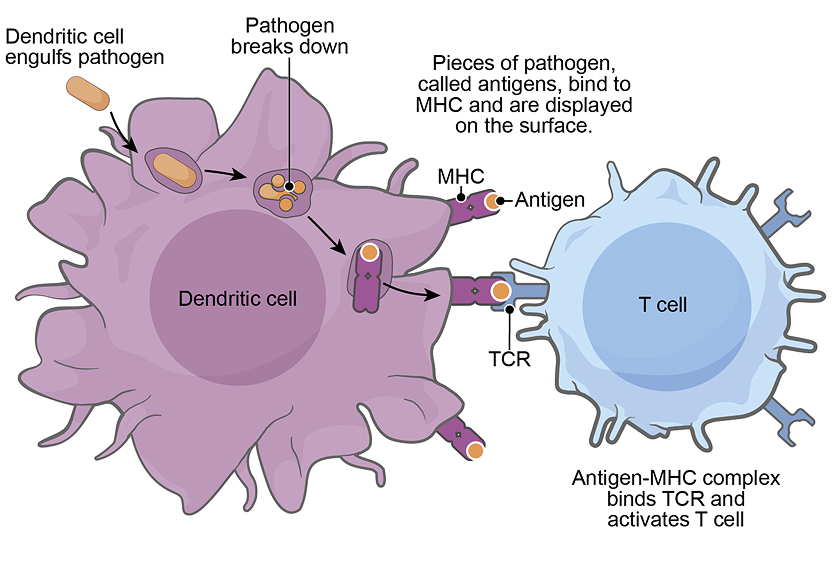 Dendritic cell
engulfs pathogen
Pathogen
breaks down
Pieces of pathogen,
called antigens, bind to
MHC and are displayed
on the surface.
MHC
Antigen
Dendritic cell
T cell
TCR
Antigen-MHC complex
binds TCR and
activates T cell